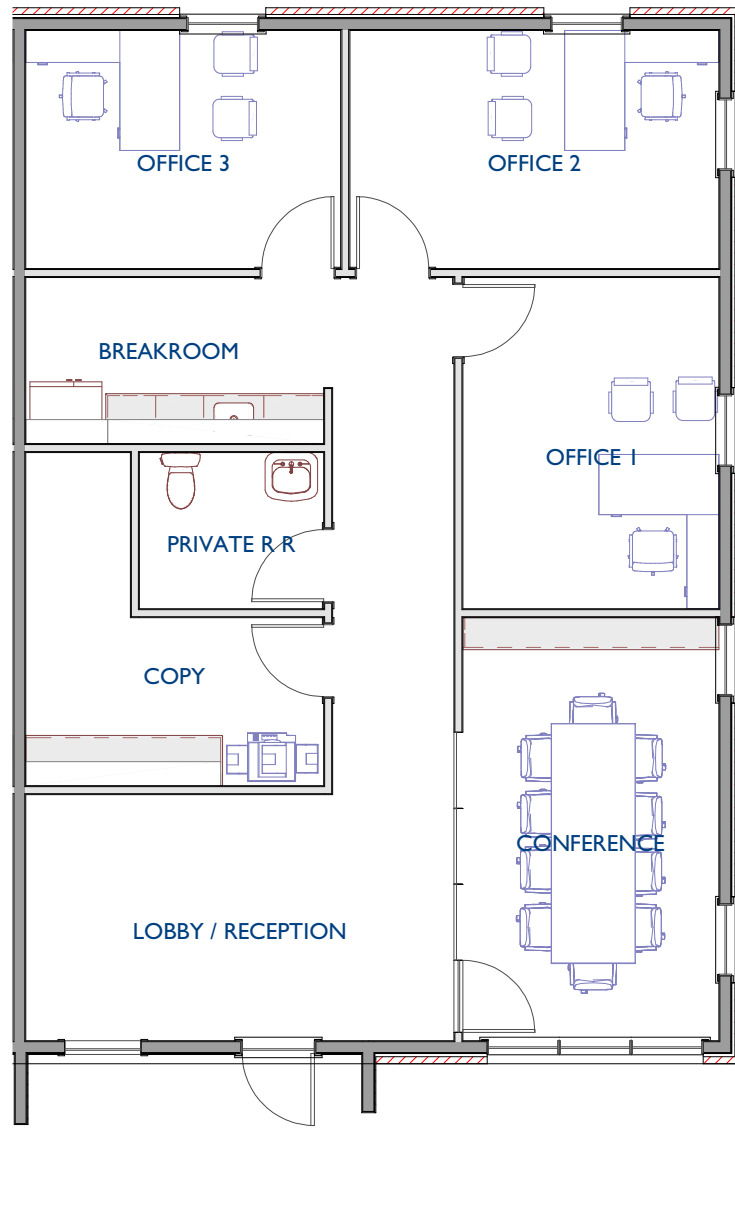 OFFICE 3
OFFICE 2
BREAKROOM
OFFICE 1
PRIVATE R R
COPY
CONFERENCE
LOBBY / RECEPTION